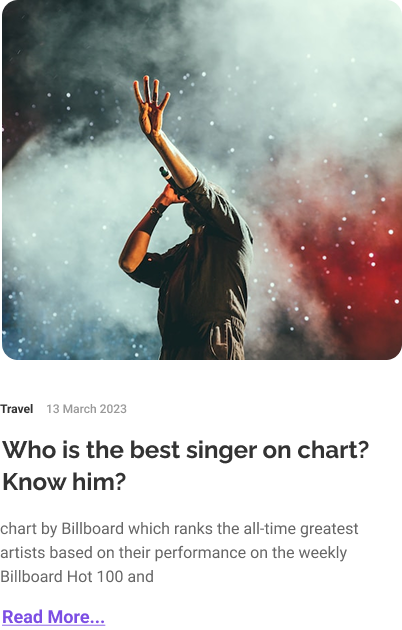 Travel 13 March 2023
Who is the best singer on chart?
Know him?
chart by Billboard which ranks the all-time greatest
artists based on their performance on the weekly
Billboard Hot 100 and
Read More...